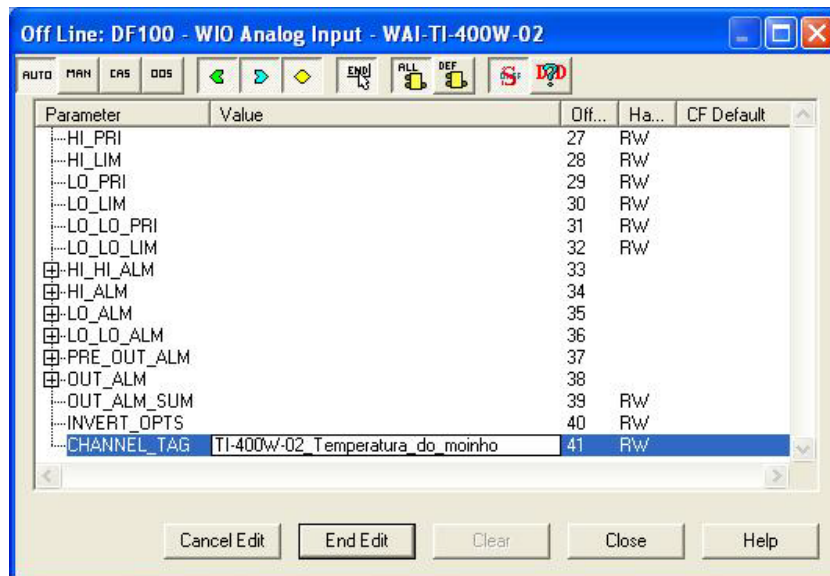 Off Line: DF100 - WIO Analog Input - WAI-TI-400W-02
AUTO MAN CAS OOS END! ALL DEF S D?D
Parameter Value Off... Ha... CF Default
HI_PRI 27 RW
HI_LIM 28 RW
LO_PRI 29 RW
LO_LIM 30 RW
LO_LO_PRI 31 RW
LO_LO_LIM 32 RW
HI_HI_ALM 33
HI_ALM 34
LO_ALM 35
LO_LO_ALM 36
PRE_OUT_ALM 37
OUT_ALM 38
OUT_ALM_SUM 39 RW
INVERT_OPTS 40 RW
CHANNEL_TAG TI-400W-02_Temperatura_do_moinho 41 RW
Cancel Edit End Edit Clear Close Help